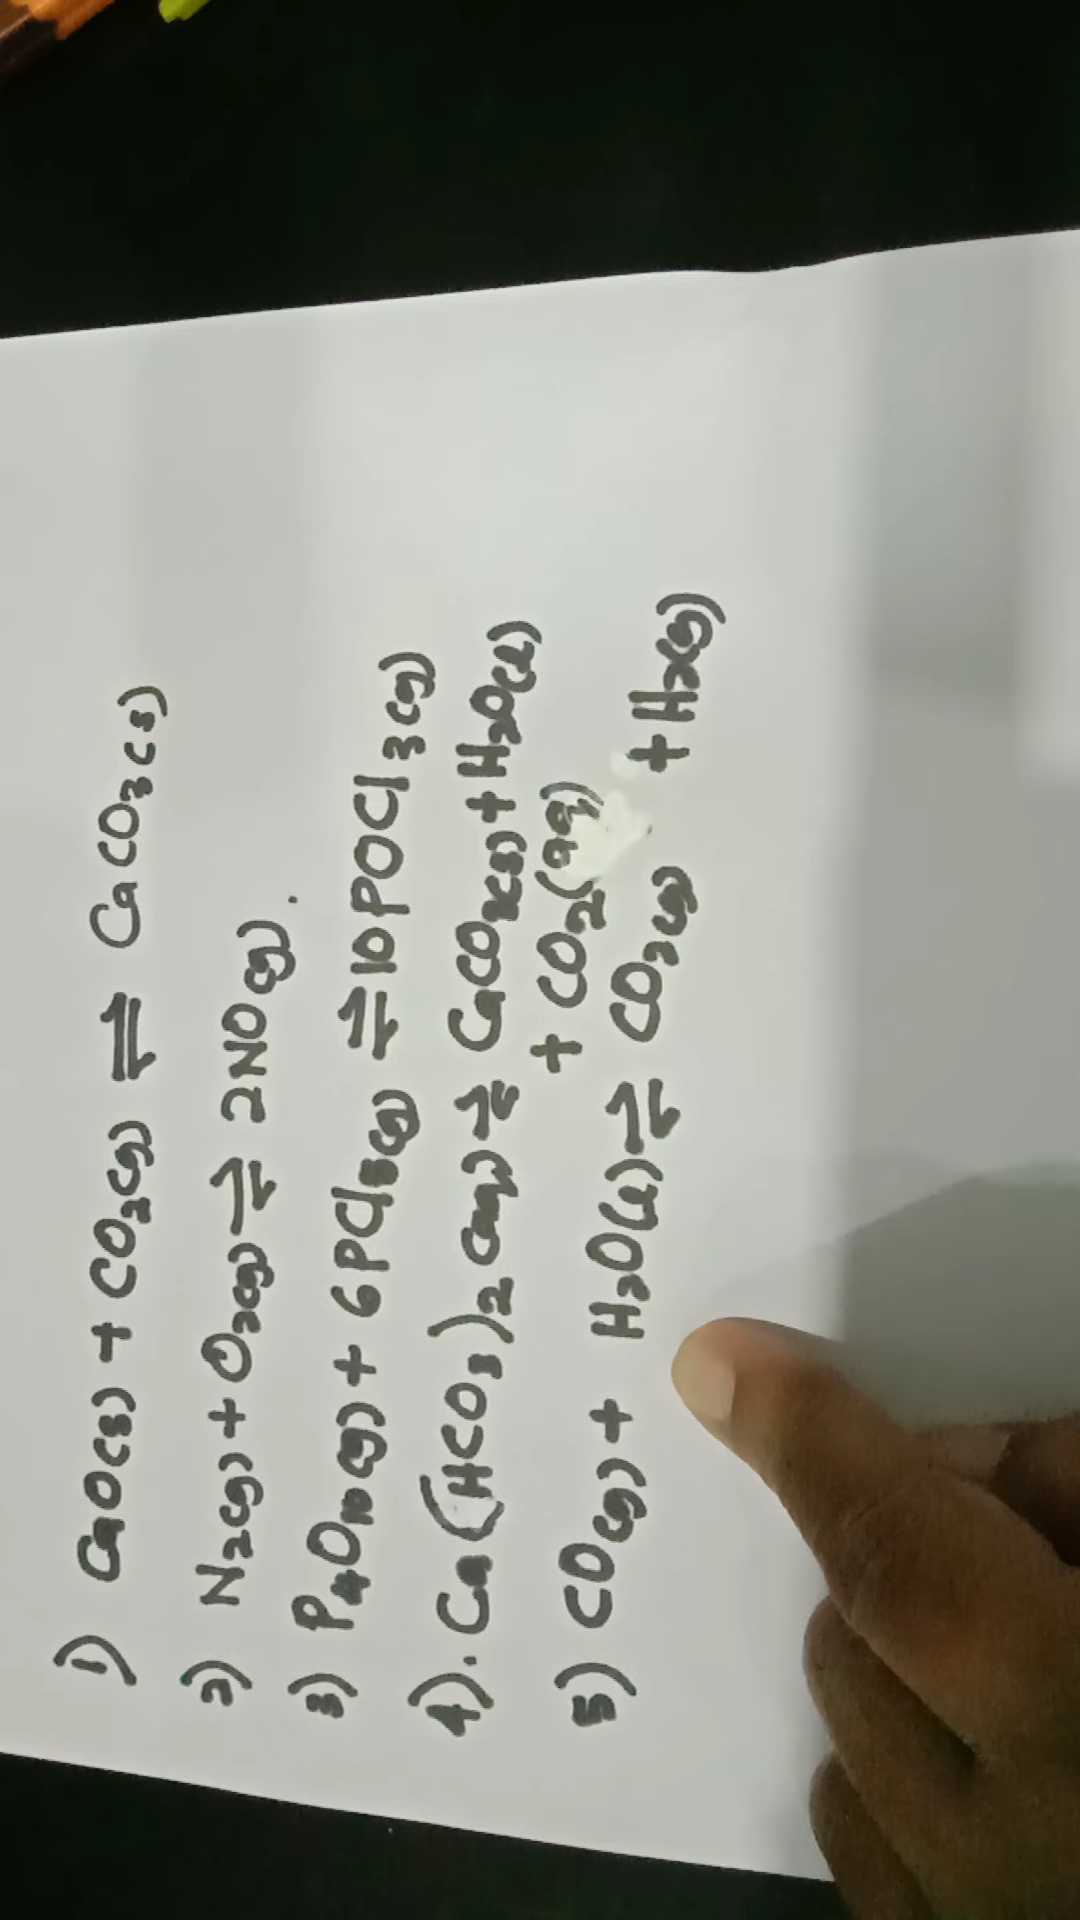 1) CaO(s) + CO₂(g) ⇌ CaCO₃(s)
2) N₂(g) + O₂(g) ⇌ 2NO(g).
3) P₄O₁₀(g) + 6PCl₅(g) ⇌ 10POCl₃(g)
4). Ca(HCO₃)₂(aq) ⇌ CaCO₃(s) + H₂O(l)
+ CO₂(aq)
5) CO(g) + H₂O(l) ⇌ CO₂(g) + H₂(g)